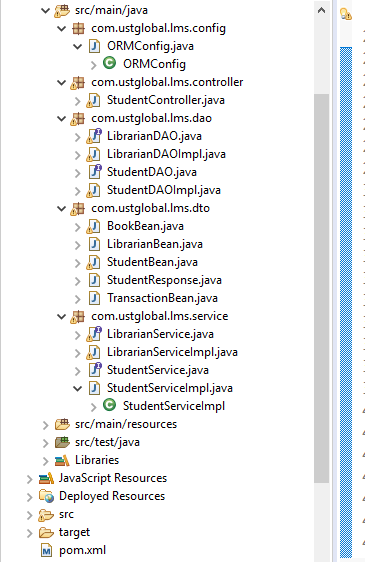 src/main/java
com.ustglobal.lms.config
ORMConfig.java
ORMConfig
com.ustglobal.lms.controller
StudentController.java
com.ustglobal.lms.dao
LibrarianDAO.java
LibrarianDAOImpl.java
StudentDAO.java
StudentDAOImpl.java
com.ustglobal.lms.dto
BookBean.java
LibrarianBean.java
StudentBean.java
StudentResponse.java
TransactionBean.java
com.ustglobal.lms.service
LibrarianService.java
LibrarianServiceImpl.java
StudentService.java
StudentServiceImpl.java
StudentServiceImpl
src/main/resources
src/test/java
Libraries
JavaScript Resources
Deployed Resources
src
target
pom.xml